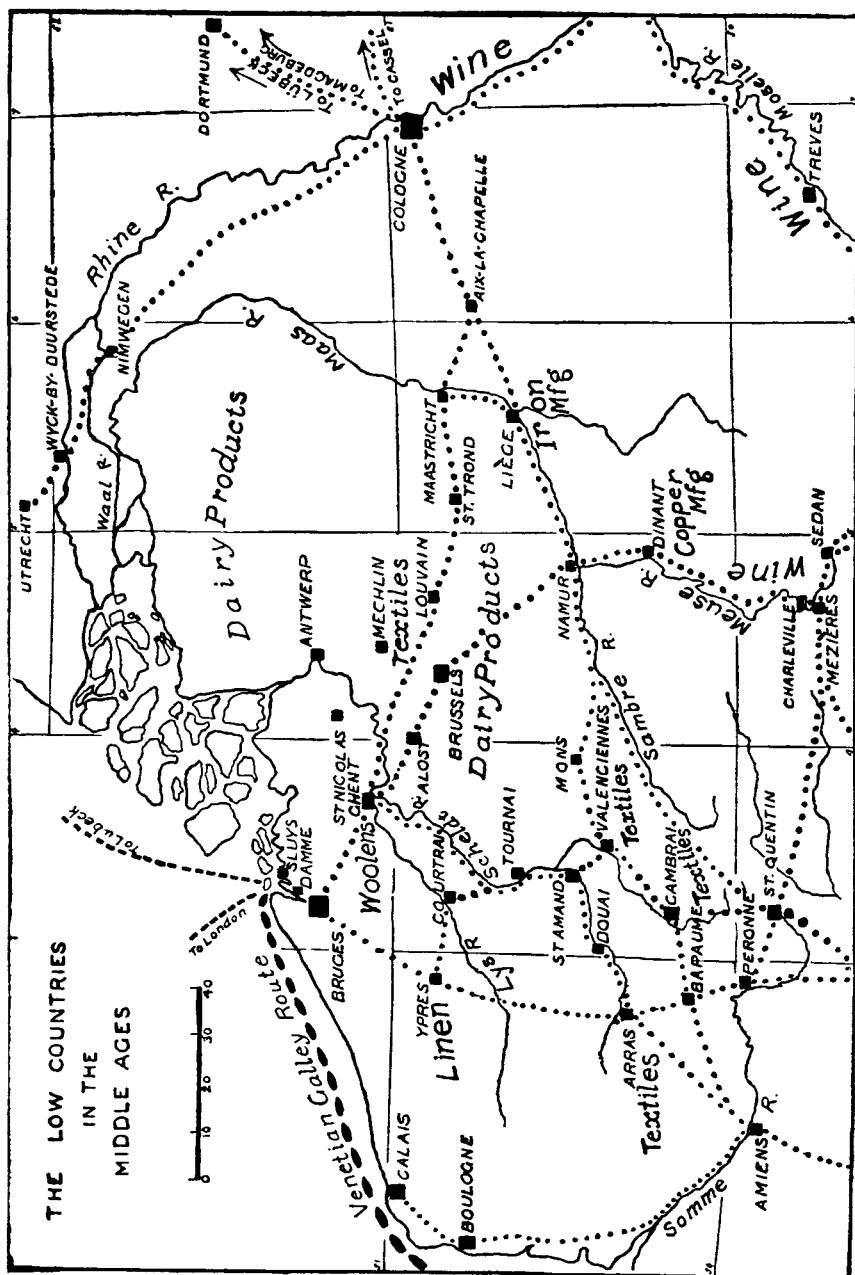 THE LOW COUNTRIES
IN THE
MIDDLE AGES
0 10 20 30 40
Venetian Galley Route
To London
To Lubeck
CALAIS
BOULOGNE
BRUGES
SLUYS
DAMME
ST NICOLAS
GHENT
Woolens
ANTWERP
MECHLIN
Textiles
LOUVAIN
ALOST
BRUSSELS
Dairy Products
Dairy Products
YPRES
Linen
Lys R
COURTRAI
Scheldt
TOURNAI
ST AMAND
DOUAI
ARRAS
Textiles
MONS
VALENCIENNES
Textiles
CAMBRAI
Textiles
BAPAUME
PERONNE
ST. QUENTIN
AMIENS
Somme R.
Sambre R.
NAMUR
DINANT
Copper
Mfg
Meuse R.
Wine
CHARLEVILLE
MEZIÈRES
SEDAN
UTRECHT
WYCK-BY-DUURSTEDE
NIMWEGEN
Waal R.
Rhine R.
Maas R.
MAASTRICHT
ST. TROND
LIÈGE
Iron
Mfg
AIX-LA-CHAPELLE
COLOGNE
Wine
DORTMUND
To LÜBECK
To MAGDEBURG
To CASSEL
Moselle R.
Wine
TREVES